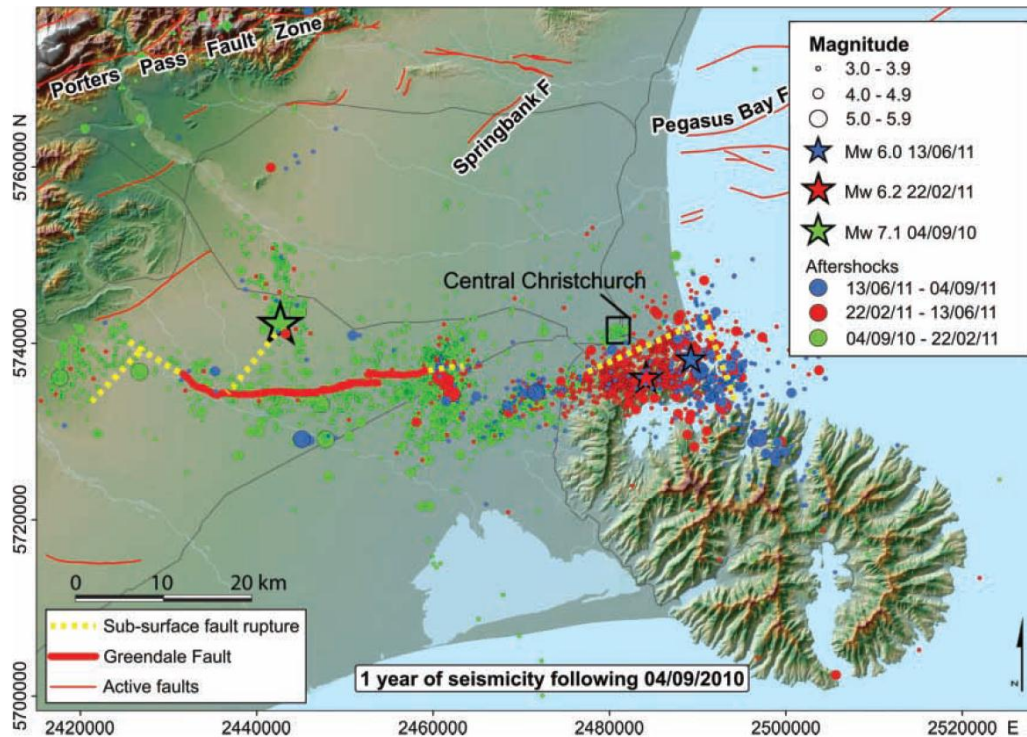 Porters Pass Fault Zone
Springbank F
Pegasus Bay F
Central Christchurch
Magnitude
3.0 - 3.9
4.0 - 4.9
5.0 - 5.9
Mw 6.0 13/06/11
Mw 6.2 22/02/11
Mw 7.1 04/09/10
Aftershocks
13/06/11 - 04/09/11
22/02/11 - 13/06/11
04/09/10 - 22/02/11
5760000 N
5740000
5720000
5700000
0 10 20 km
Sub-surface fault rupture
Greendale Fault
Active faults
1 year of seismicity following 04/09/2010
N
2420000 2440000 2460000 2480000 2500000 2520000 E